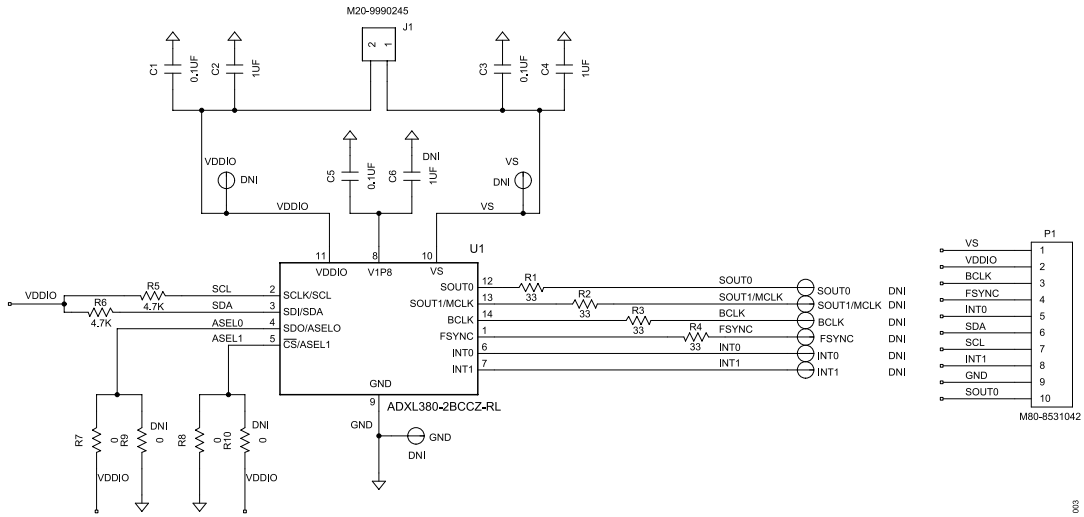 M20-9990245
J1
2
1
C1
0.1UF
C2
1UF
C3
0.1UF
C4
1UF
VDDIO
DNI
C5
0.1UF
DNI
C6
1UF
VS
DNI
VDDIO
VS
11
8
10
U1
VDDIO
V1P8
VS
VDDIO
R5
4.7K
SCL
2
SCLK/SCL
R6
4.7K
SDA
3
SDI/SDA
ASEL0
4
SDO/ASELO
ASEL1
5
CS/ASEL1
SOUT0
12
R1
33
SOUT0
SOUT0
DNI
SOUT1/MCLK
13
R2
33
SOUT1/MCLK
SOUT1/MCLK
DNI
BCLK
14
R3
33
BCLK
BCLK
DNI
FSYNC
1
R4
33
FSYNC
FSYNC
DNI
INT0
6
INT0
INT0
DNI
INT1
7
INT1
INT1
DNI
GND
9
ADXL380-2BCCZ-RL
GND
GND
DNI
R7
0
R9
DNI
0
VDDIO
R8
0
R10
DNI
0
VDDIO
P1
VS
1
VDDIO
2
BCLK
3
FSYNC
4
INT0
5
SDA
6
SCL
7
INT1
8
GND
9
SOUT0
10
M80-8531042
003